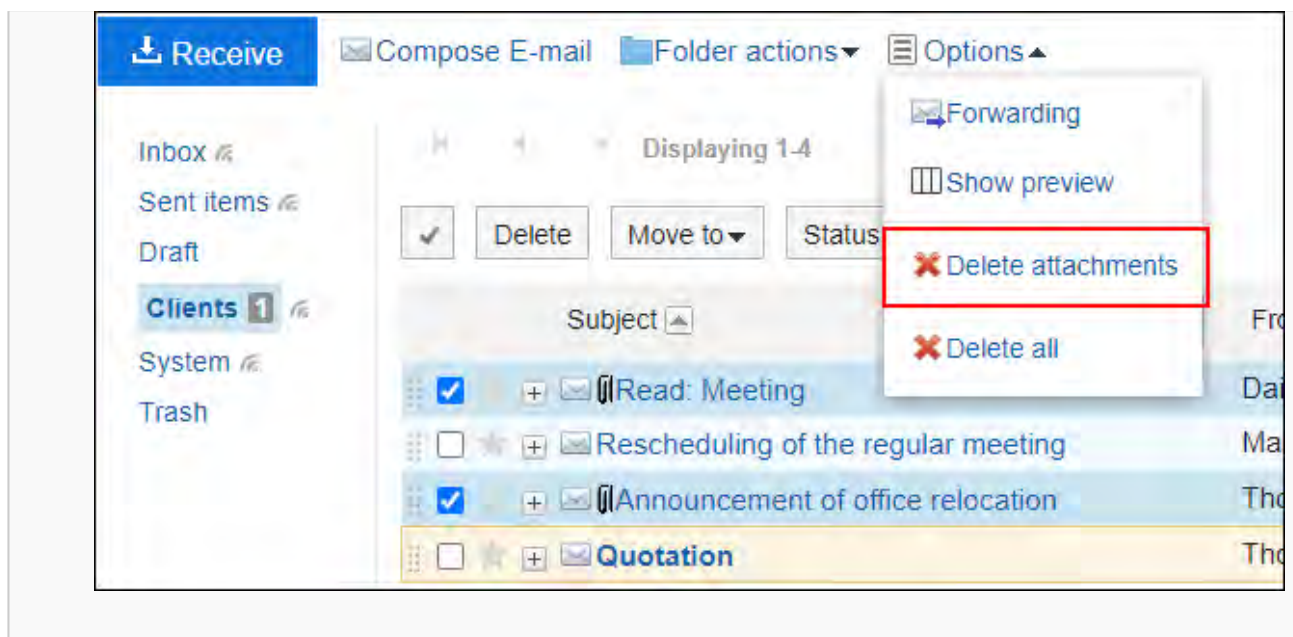 Receive Compose E-mail Folder actions Options
Forwarding
Inbox Displaying 1-4
Show preview
Sent items
Delete Move to Status
Draft
Delete attachments
Clients 1
Subject
Delete all
System
Read: Meeting
Trash
Rescheduling of the regular meeting
Announcement of office relocation
Quotation